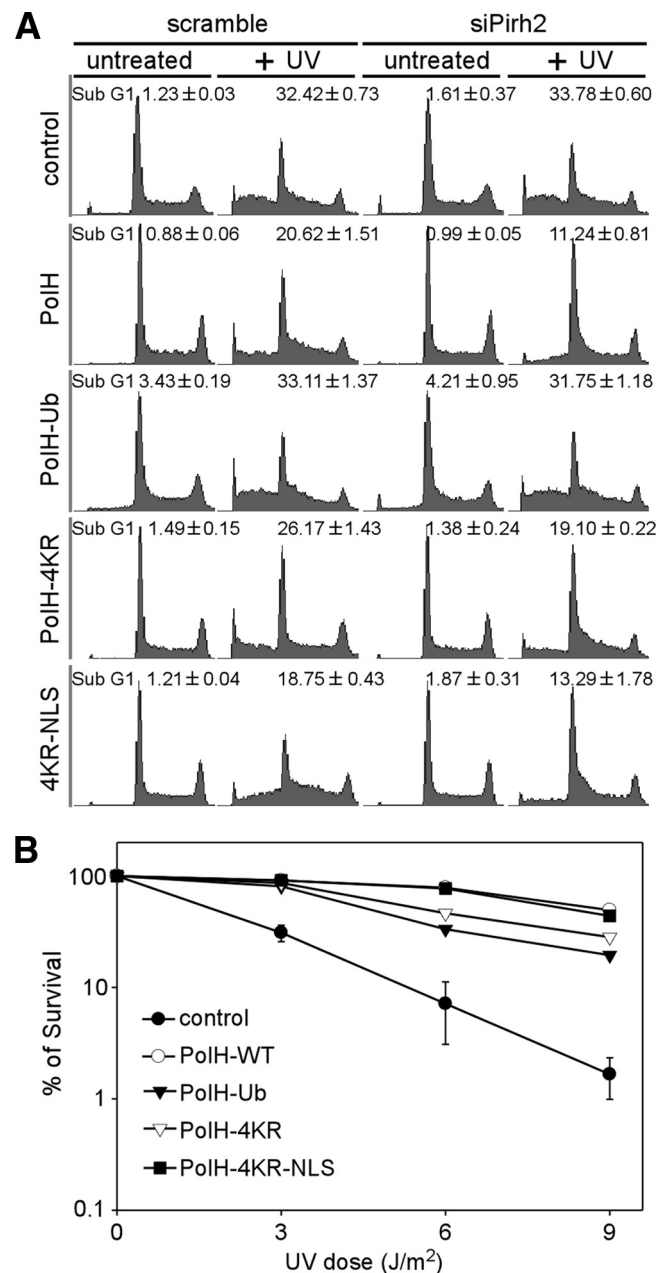 A
scramble siPirh2
untreated + UV untreated + UV
control
Sub G1 1.23±0.03 32.42±0.73 1.61±0.37 33.78±0.60
PolH
Sub G1 0.88±0.06 20.62±1.51 0.99±0.05 11.24±0.81
PolH-Ub
Sub G1 3.43±0.19 33.11±1.37 4.21±0.95 31.75±1.18
PolH-4KR
Sub G1 1.49±0.15 26.17±1.43 1.38±0.24 19.10±0.22
4KR-NLS
Sub G1 1.21±0.04 18.75±0.43 1.87±0.31 13.29±1.78
B
% of Survival
100
10
1
0.1
control
PolH-WT
PolH-Ub
PolH-4KR
PolH-4KR-NLS
0 3 6 9
UV dose (J/m²)